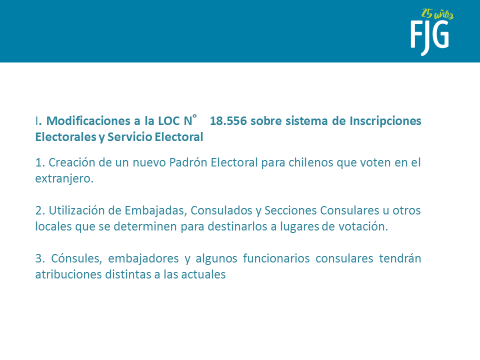 25 años
FJG
I. Modificaciones a la LOC N° 18.556 sobre sistema de Inscripciones
Electorales y Servicio Electoral
1. Creación de un nuevo Padrón Electoral para chilenos que voten en el
extranjero.
2. Utilización de Embajadas, Consulados y Secciones Consulares u otros
locales que se determinen para destinarlos a lugares de votación.
3. Cónsules, embajadores y algunos funcionarios consulares tendrán
atribuciones distintas a las actuales